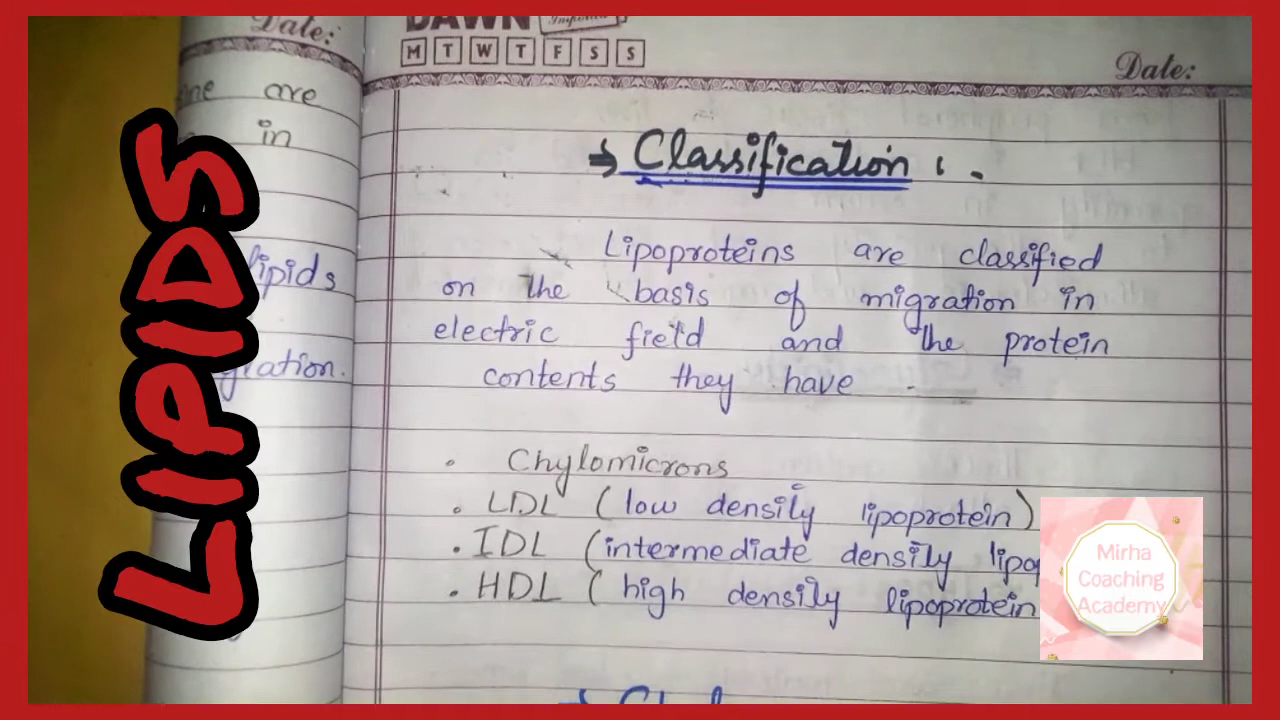 LIPIDS
Date:
are
in
lipids
DAWN
M T W T F S S
Date:
→ Classification :-
Lipoproteins are classified
on the basis of migration in
electric field and the protein
contents they have .
. Chylomicrons
. LDL (low density lipoprotein)
. IDL (intermediate density lipop
. HDL (high density lipoprotein
Mirha
Coaching
Academy